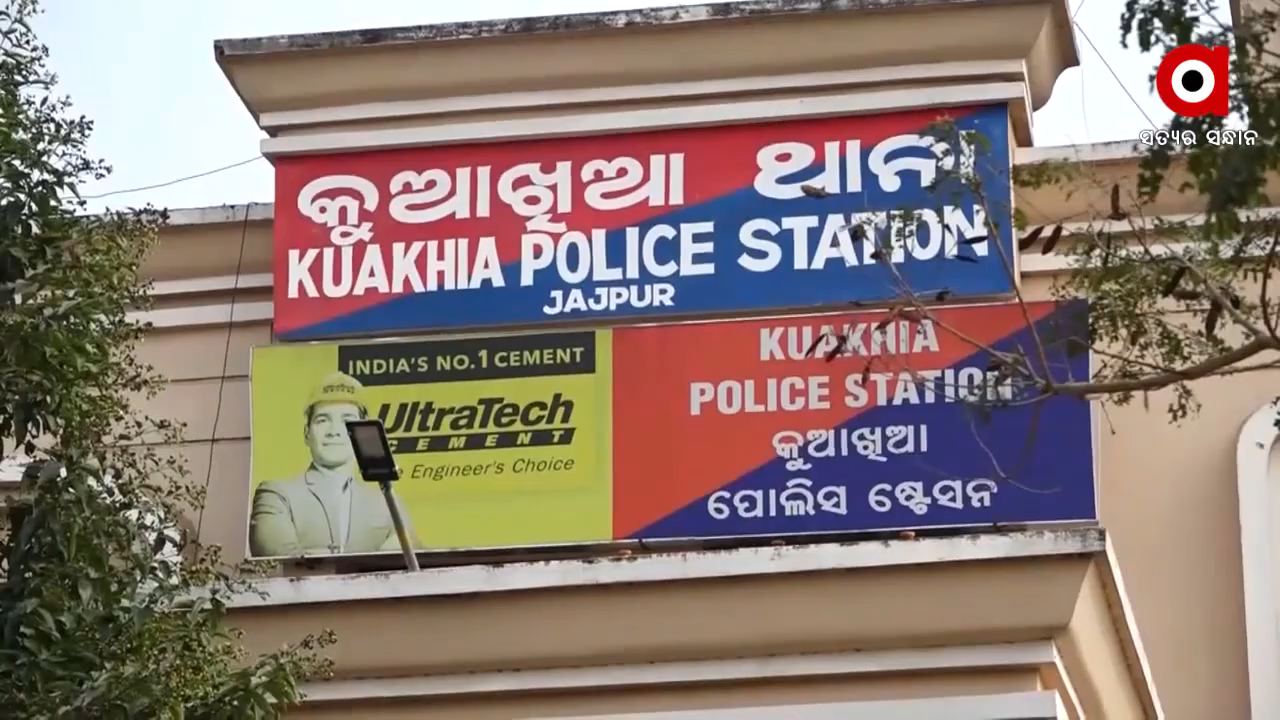 ସତ୍ୟର ସନ୍ଧାନ
କୁଆଖିଆ ଥାନା
KUAKHIA POLICE STATION
JAJPUR
INDIA'S NO.1 CEMENT
UltraTech
CEMENT
Engineer's Choice
KUAKHIA
POLICE STATION
କୁଆଖିଆ
ପୋଲିସ ଷ୍ଟେସନ